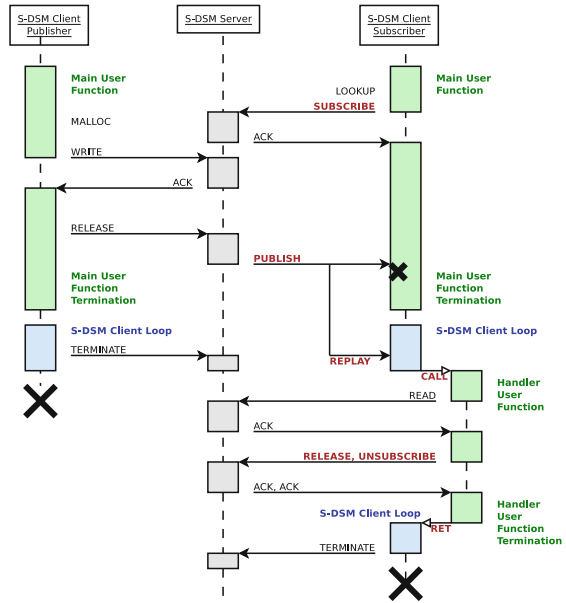 S-DSM Client
Publisher
S-DSM Server
S-DSM Client
Subscriber
Main User
Function
Main User
Function
LOOKUP
SUBSCRIBE
MALLOC
ACK
WRITE
ACK
RELEASE
PUBLISH
Main User
Function
Termination
Main User
Function
Termination
S-DSM Client Loop
S-DSM Client Loop
TERMINATE
REPLAY
CALL
Handler
User
Function
READ
ACK
RELEASE, UNSUBSCRIBE
ACK, ACK
Handler
User
Function
Termination
S-DSM Client Loop
RET
TERMINATE